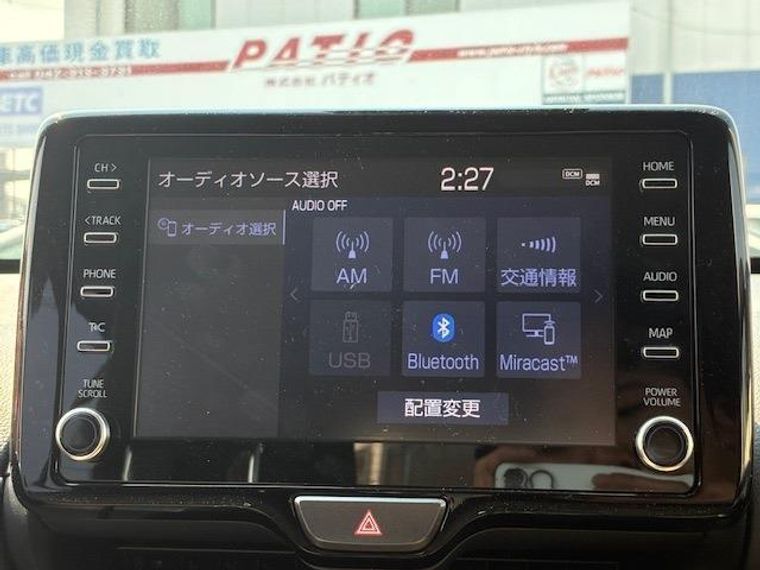 車高価現金買取
PATIO
株式会社 パティオ
ETC
CH >
<TRACK
PHONE
T·C
TUNE
SCROLL
オーディオソース選択
2:27
DCM
DCM
オーディオ選択
AUDIO OFF
AM
FM
交通情報
USB
Bluetooth
Miracast™
配置変更
HOME
MENU
AUDIO
MAP
POWER
VOLUME